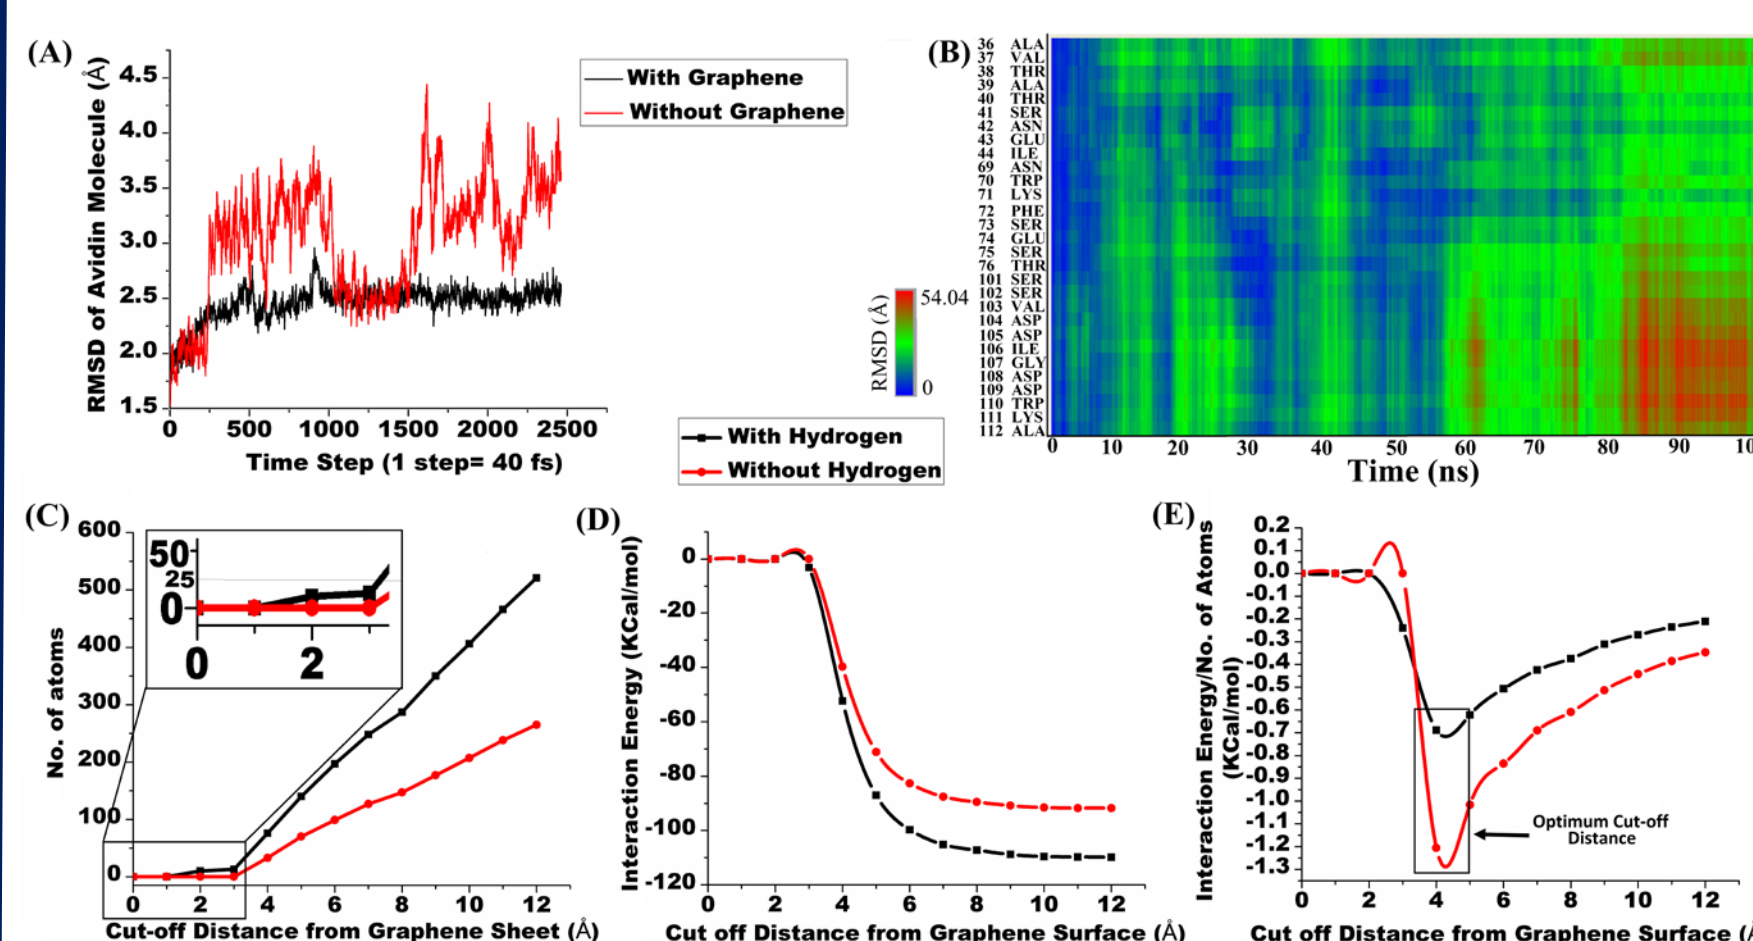 (A)
RMSD of Avidin Molecule (Å)
4.5
4.0
3.5
3.0
2.5
2.0
1.5
0 500 1000 1500 2000 2500
Time Step (1 step= 40 fs)
With Graphene
Without Graphene
(B)
36 ALA
37 VAL
38 THR
39 ALA
40 THR
41 SER
42 ASN
43 GLU
44 ILE
69 ASN
70 TRP
71 LYS
72 PHE
73 SER
74 GLU
75 SER
76 THR
101 SER
102 SER
103 VAL
104 ASP
105 ASP
106 ILE
107 GLY
108 ASP
109 ASP
110 TRP
111 LYS
112 ALA
RMSD (Å)
54.04
0
0 10 20 30 40 50 60 70 80 90 10
Time (ns)
With Hydrogen
Without Hydrogen
(C)
No. of atoms
600
500
400
300
200
100
0
50
25
0
0 2
0 2 4 6 8 10 12
Cut-off Distance from Graphene Sheet (Å)
(D)
Interaction Energy (KCal/mol)
0
-20
-40
-60
-80
-100
-120
0 2 4 6 8 10 12
Cut off Distance from Graphene Surface (Å)
(E)
Interaction Energy/No. of Atoms
(KCal/mol)
0.2
0.1
0.0
-0.1
-0.2
-0.3
-0.4
-0.5
-0.6
-0.7
-0.8
-0.9
-1.0
-1.1
-1.2
-1.3
Optimum Cut-off
Distance
0 2 4 6 8 10 12
Cut off Distance from Graphene Surface (Å